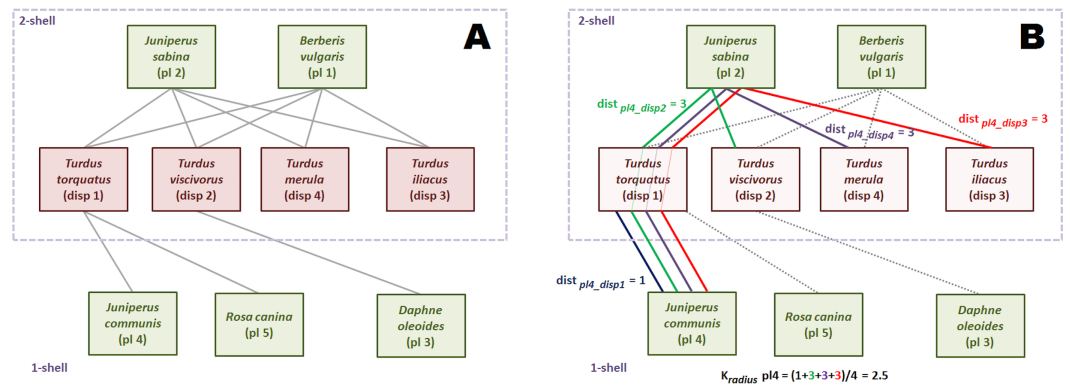 2-shell
A
Juniperus
sabina
(pl 2)
Berberis
vulgaris
(pl 1)
Turdus
torquatus
(disp 1)
Turdus
viscivorus
(disp 2)
Turdus
merula
(disp 4)
Turdus
iliacus
(disp 3)
Juniperus
communis
(pl 4)
Rosa canina
(pl 5)
Daphne
oleoides
(pl 3)
1-shell
2-shell
B
Juniperus
sabina
(pl 2)
Berberis
vulgaris
(pl 1)
dist pl4_disp2 = 3
dist pl4_disp4 = 3
dist pl4_disp3 = 3
Turdus
torquatus
(disp 1)
Turdus
viscivorus
(disp 2)
Turdus
merula
(disp 4)
Turdus
iliacus
(disp 3)
dist pl4_disp1 = 1
Juniperus
communis
(pl 4)
Rosa canina
(pl 5)
Daphne
oleoides
(pl 3)
1-shell
Kradius pl4 = (1+3+3+3)/4 = 2.5